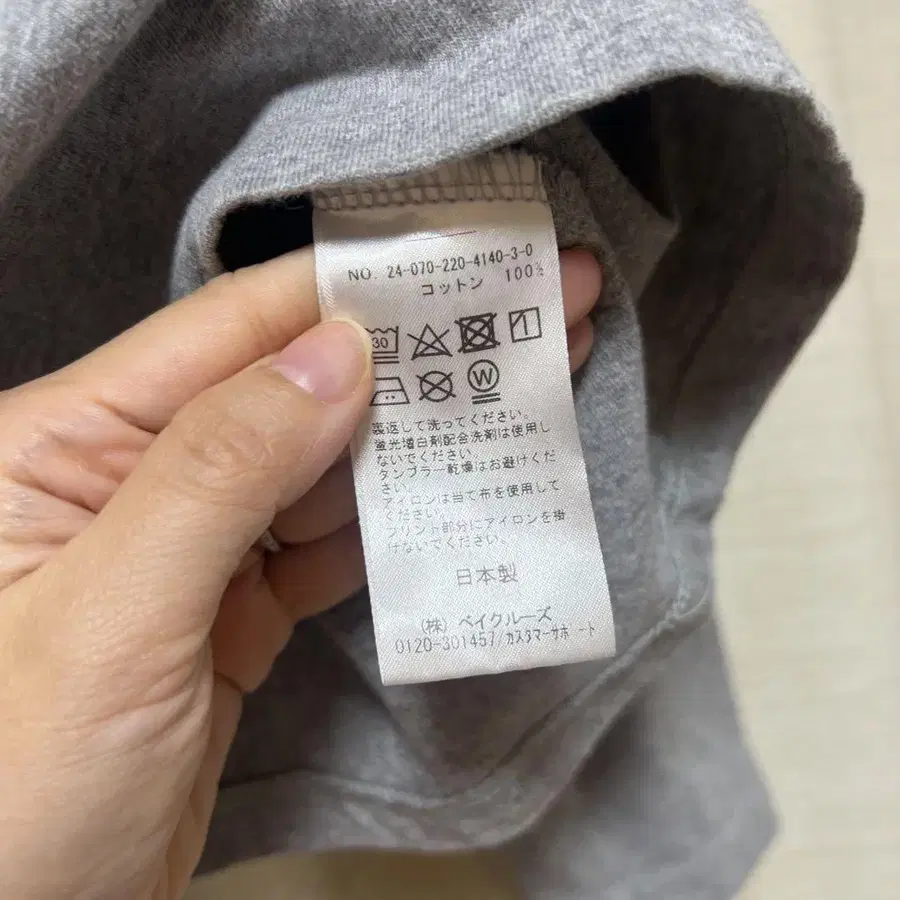 NO. 24-070-220-4140-3-0
コットン 100%
30
W
裏返して洗ってください。
蛍光増白剤配合洗剤は使用し
ないでください。
タンブラー乾燥はお避けくだ
さい。
アイロンは当て布を使用して
ください。
プリント部分にアイロンを掛
けないでください。
日本製
(株) ベイクルーズ
0120-301457/カスタマーサポート